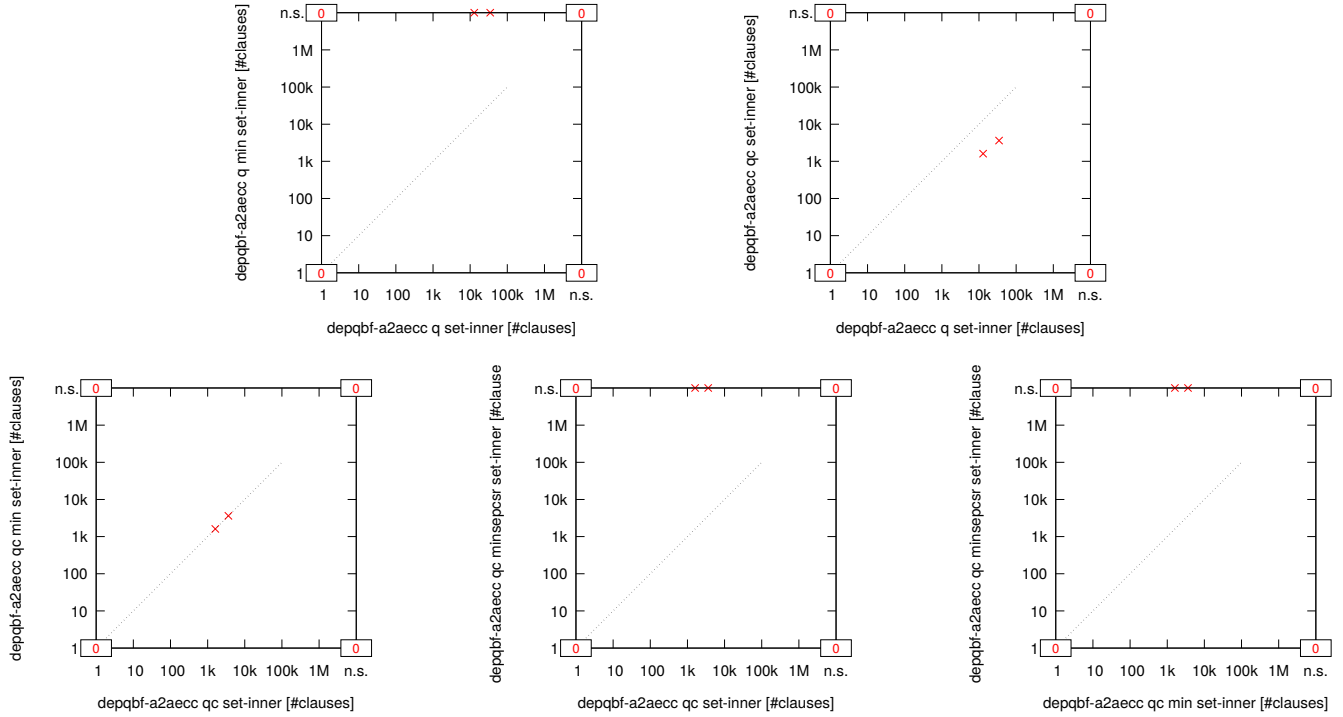 n.s. 0 0
1M
100k
10k
1k
100
10
1 0 0
1 10 100 1k 10k 100k 1M n.s.
depqbf-a2aecc q min set-inner [#clauses]
depqbf-a2aecc q set-inner [#clauses]
n.s. 0 0
1M
100k
10k
1k
100
10
1 0 0
1 10 100 1k 10k 100k 1M n.s.
depqbf-a2aecc qc set-inner [#clauses]
depqbf-a2aecc q set-inner [#clauses]
n.s. 0 0
1M
100k
10k
1k
100
10
1 0 0
1 10 100 1k 10k 100k 1M n.s.
depqbf-a2aecc qc min set-inner [#clauses]
depqbf-a2aecc qc set-inner [#clauses]
n.s. 0 0
1M
100k
10k
1k
100
10
1 0 0
1 10 100 1k 10k 100k 1M n.s.
depqbf-a2aecc qc minsepcsr set-inner [#clause
depqbf-a2aecc qc set-inner [#clauses]
n.s. 0 0
1M
100k
10k
1k
100
10
1 0 0
1 10 100 1k 10k 100k 1M n.s.
depqbf-a2aecc qc minsepcsr set-inner [#clause
depqbf-a2aecc qc min set-inner [#clauses]